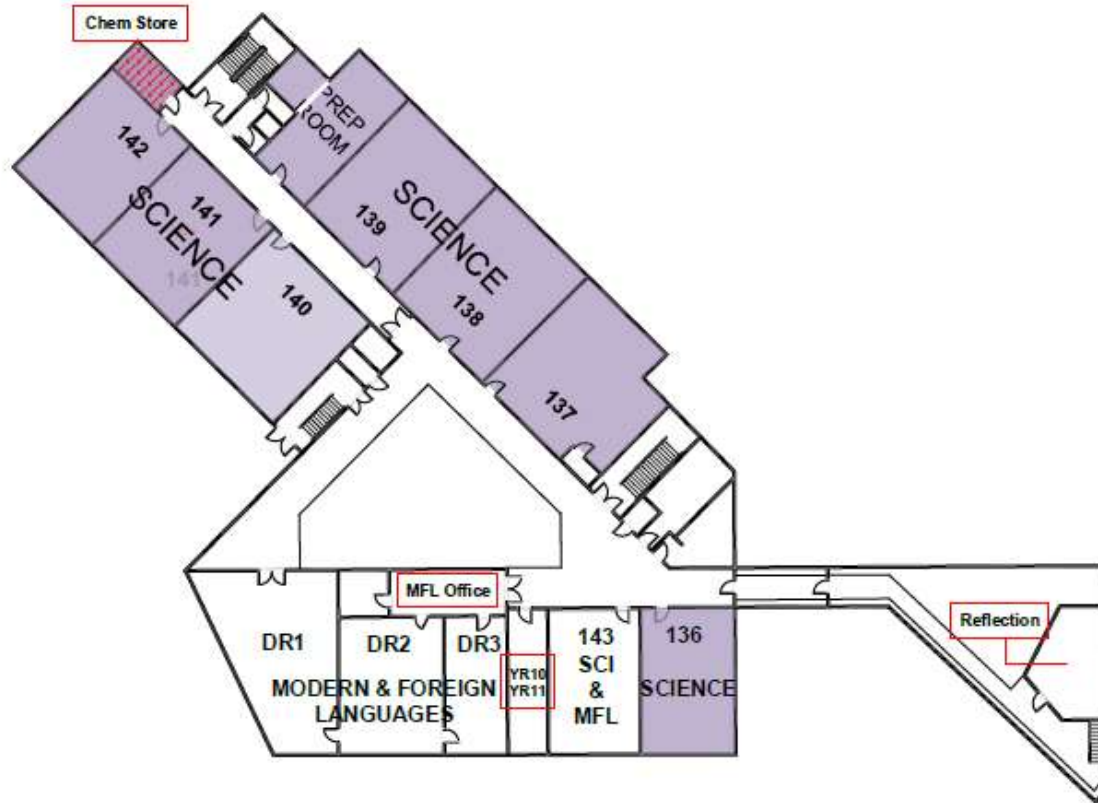 Chem Store
PREP
ROOM
142
SCIENCE
141
141
140
SCIENCE
139
138
137
MFL Office
Reflection
DR1
DR2
DR3
YR10
YR11
143
SCI
&
MFL
136
SCIENCE
MODERN & FOREIGN
LANGUAGES